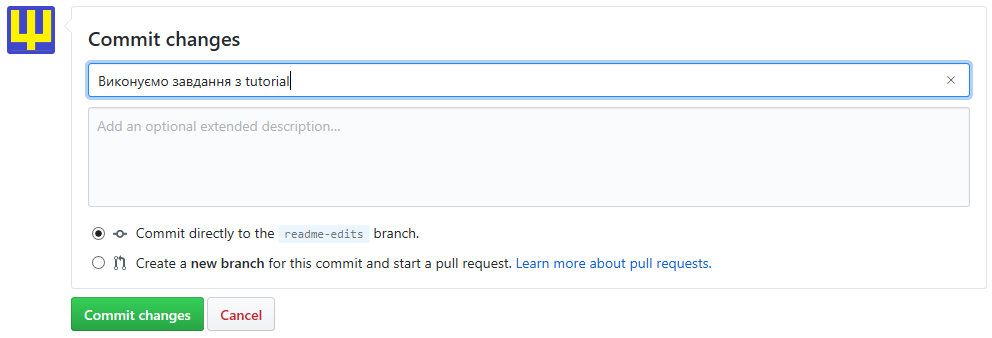 Commit changes
Виконуємо завдання з tutorial
Add an optional extended description...
Commit directly to the readme-edits branch.
Create a new branch for this commit and start a pull request. Learn more about pull requests.
Commit changes Cancel